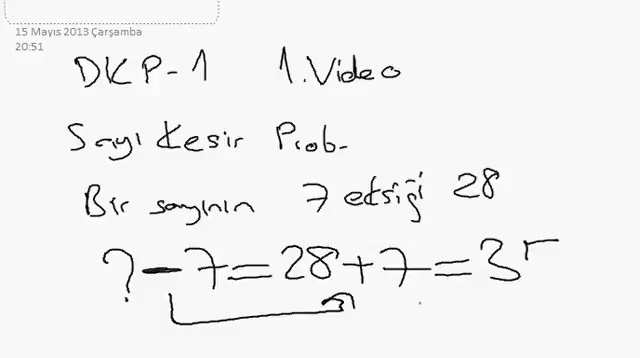 15 Mayıs 2013 Çarşamba
20:51
DKP-1 1.Video
Sayı Kesir Prob.
Bir sayının 7 eksiği 28
?-7=28+7=35